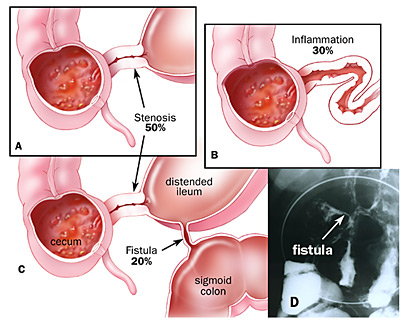 Stenosis
50%
A
Inflammation
30%
B
distended
ileum
cecum
Fistula
20%
sigmoid
colon
C
fistula
D